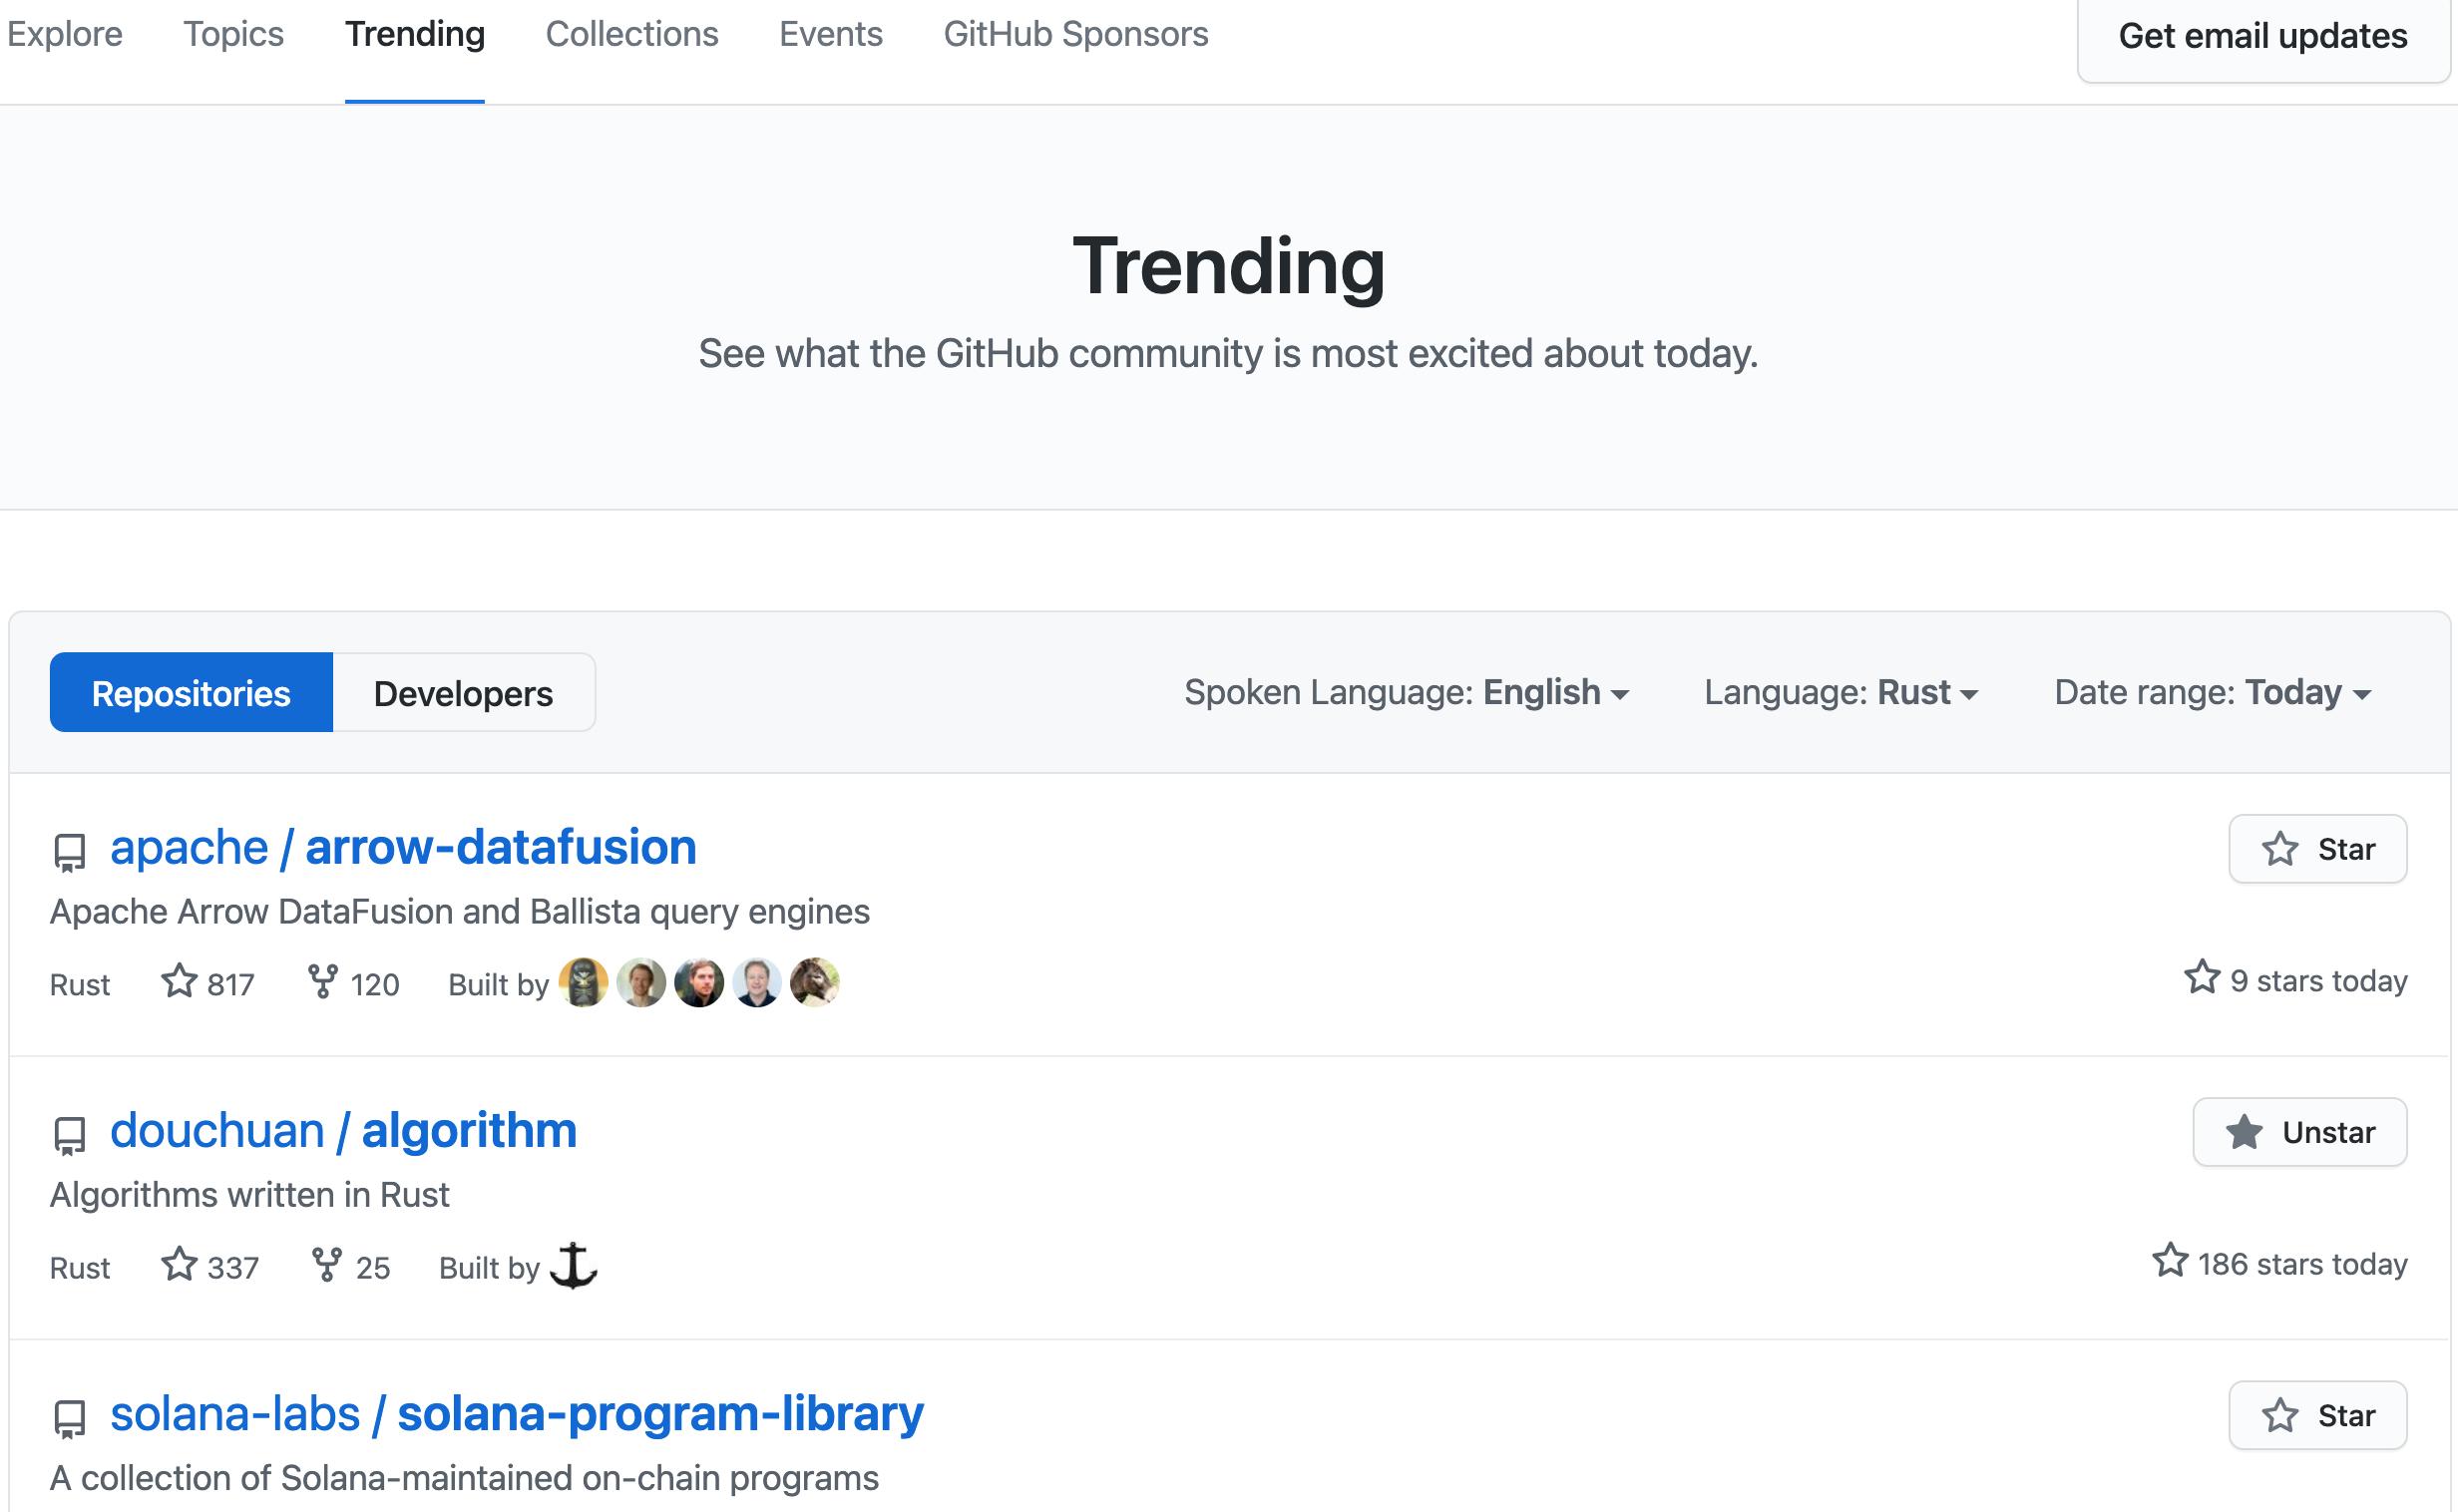 Explore Topics Trending Collections Events GitHub Sponsors Get email updates
Trending
See what the GitHub community is most excited about today.
Repositories Developers Spoken Language: English Language: Rust Date range: Today
apache / arrow-datafusion Star
Apache Arrow DataFusion and Ballista query engines
Rust 817 120 Built by 9 stars today
douchuan / algorithm Unstar
Algorithms written in Rust
Rust 337 25 Built by 186 stars today
solana-labs / solana-program-library Star
A collection of Solana-maintained on-chain programs